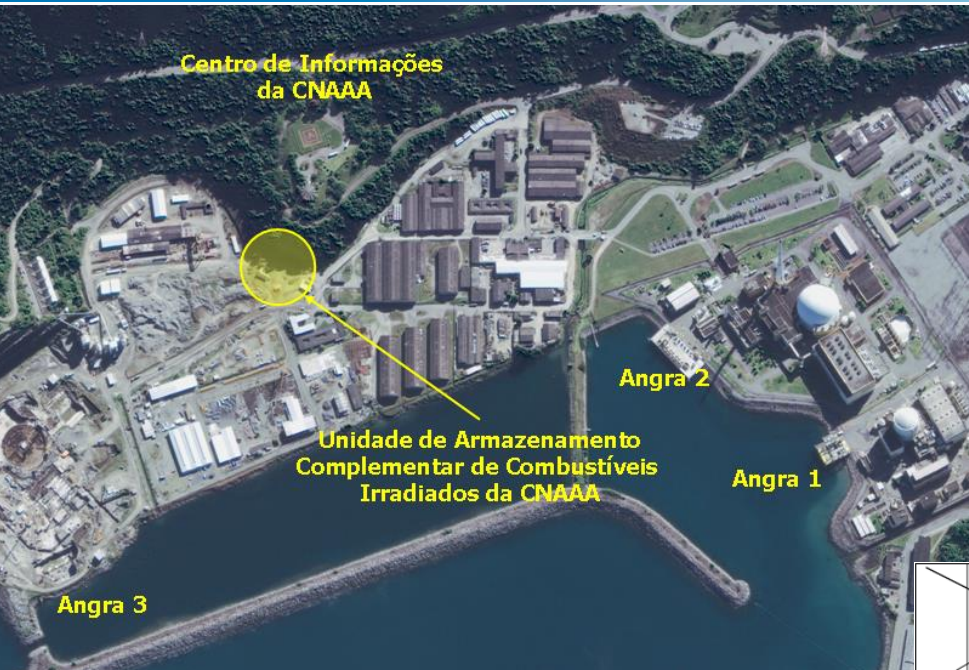 Centro de Informações
da CNAAA
Angra 2
Unidade de Armazenamento
Complementar de Combustíveis
Irradiados da CNAAA
Angra 1
Angra 3